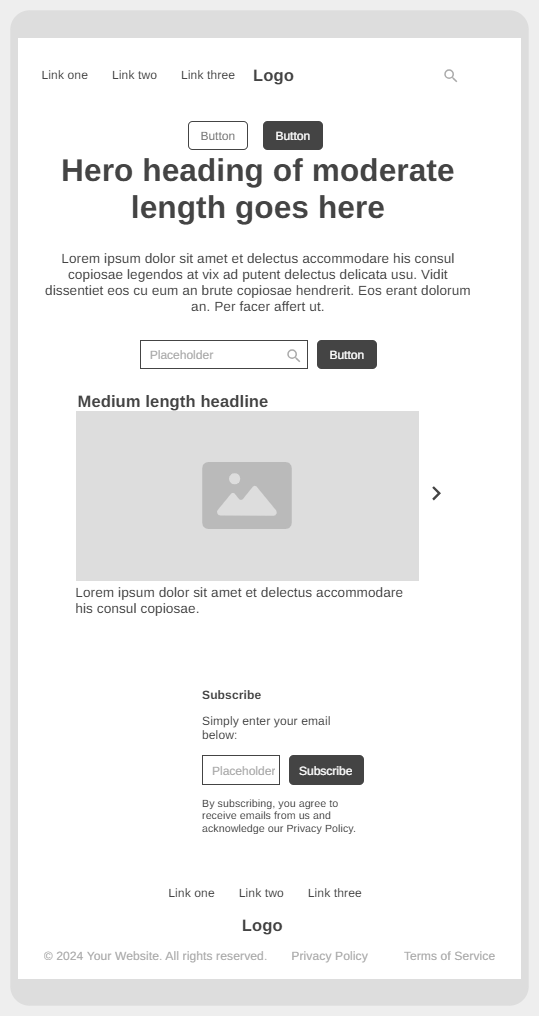 Link one Link two Link three Logo
Button Button
Hero heading of moderate
length goes here
Lorem ipsum dolor sit amet et delectus accommodare his consul
copiosae legendos at vix ad putent delectus delicata usu. Vidit
dissentiet eos cu eum an brute copiosae hendrerit. Eos erant dolorum
an. Per facer affert ut.
Placeholder Button
Medium length headline
Lorem ipsum dolor sit amet et delectus accommodare
his consul copiosae.
Subscribe
Simply enter your email
below:
Placeholder Subscribe
By subscribing, you agree to
receive emails from us and
acknowledge our Privacy Policy.
Link one Link two Link three
Logo
© 2024 Your Website. All rights reserved. Privacy Policy Terms of Service